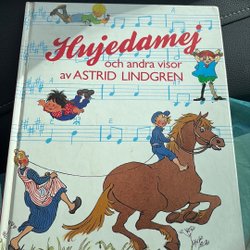 Hujedamej
och andra visor
av ASTRID LINDGREN